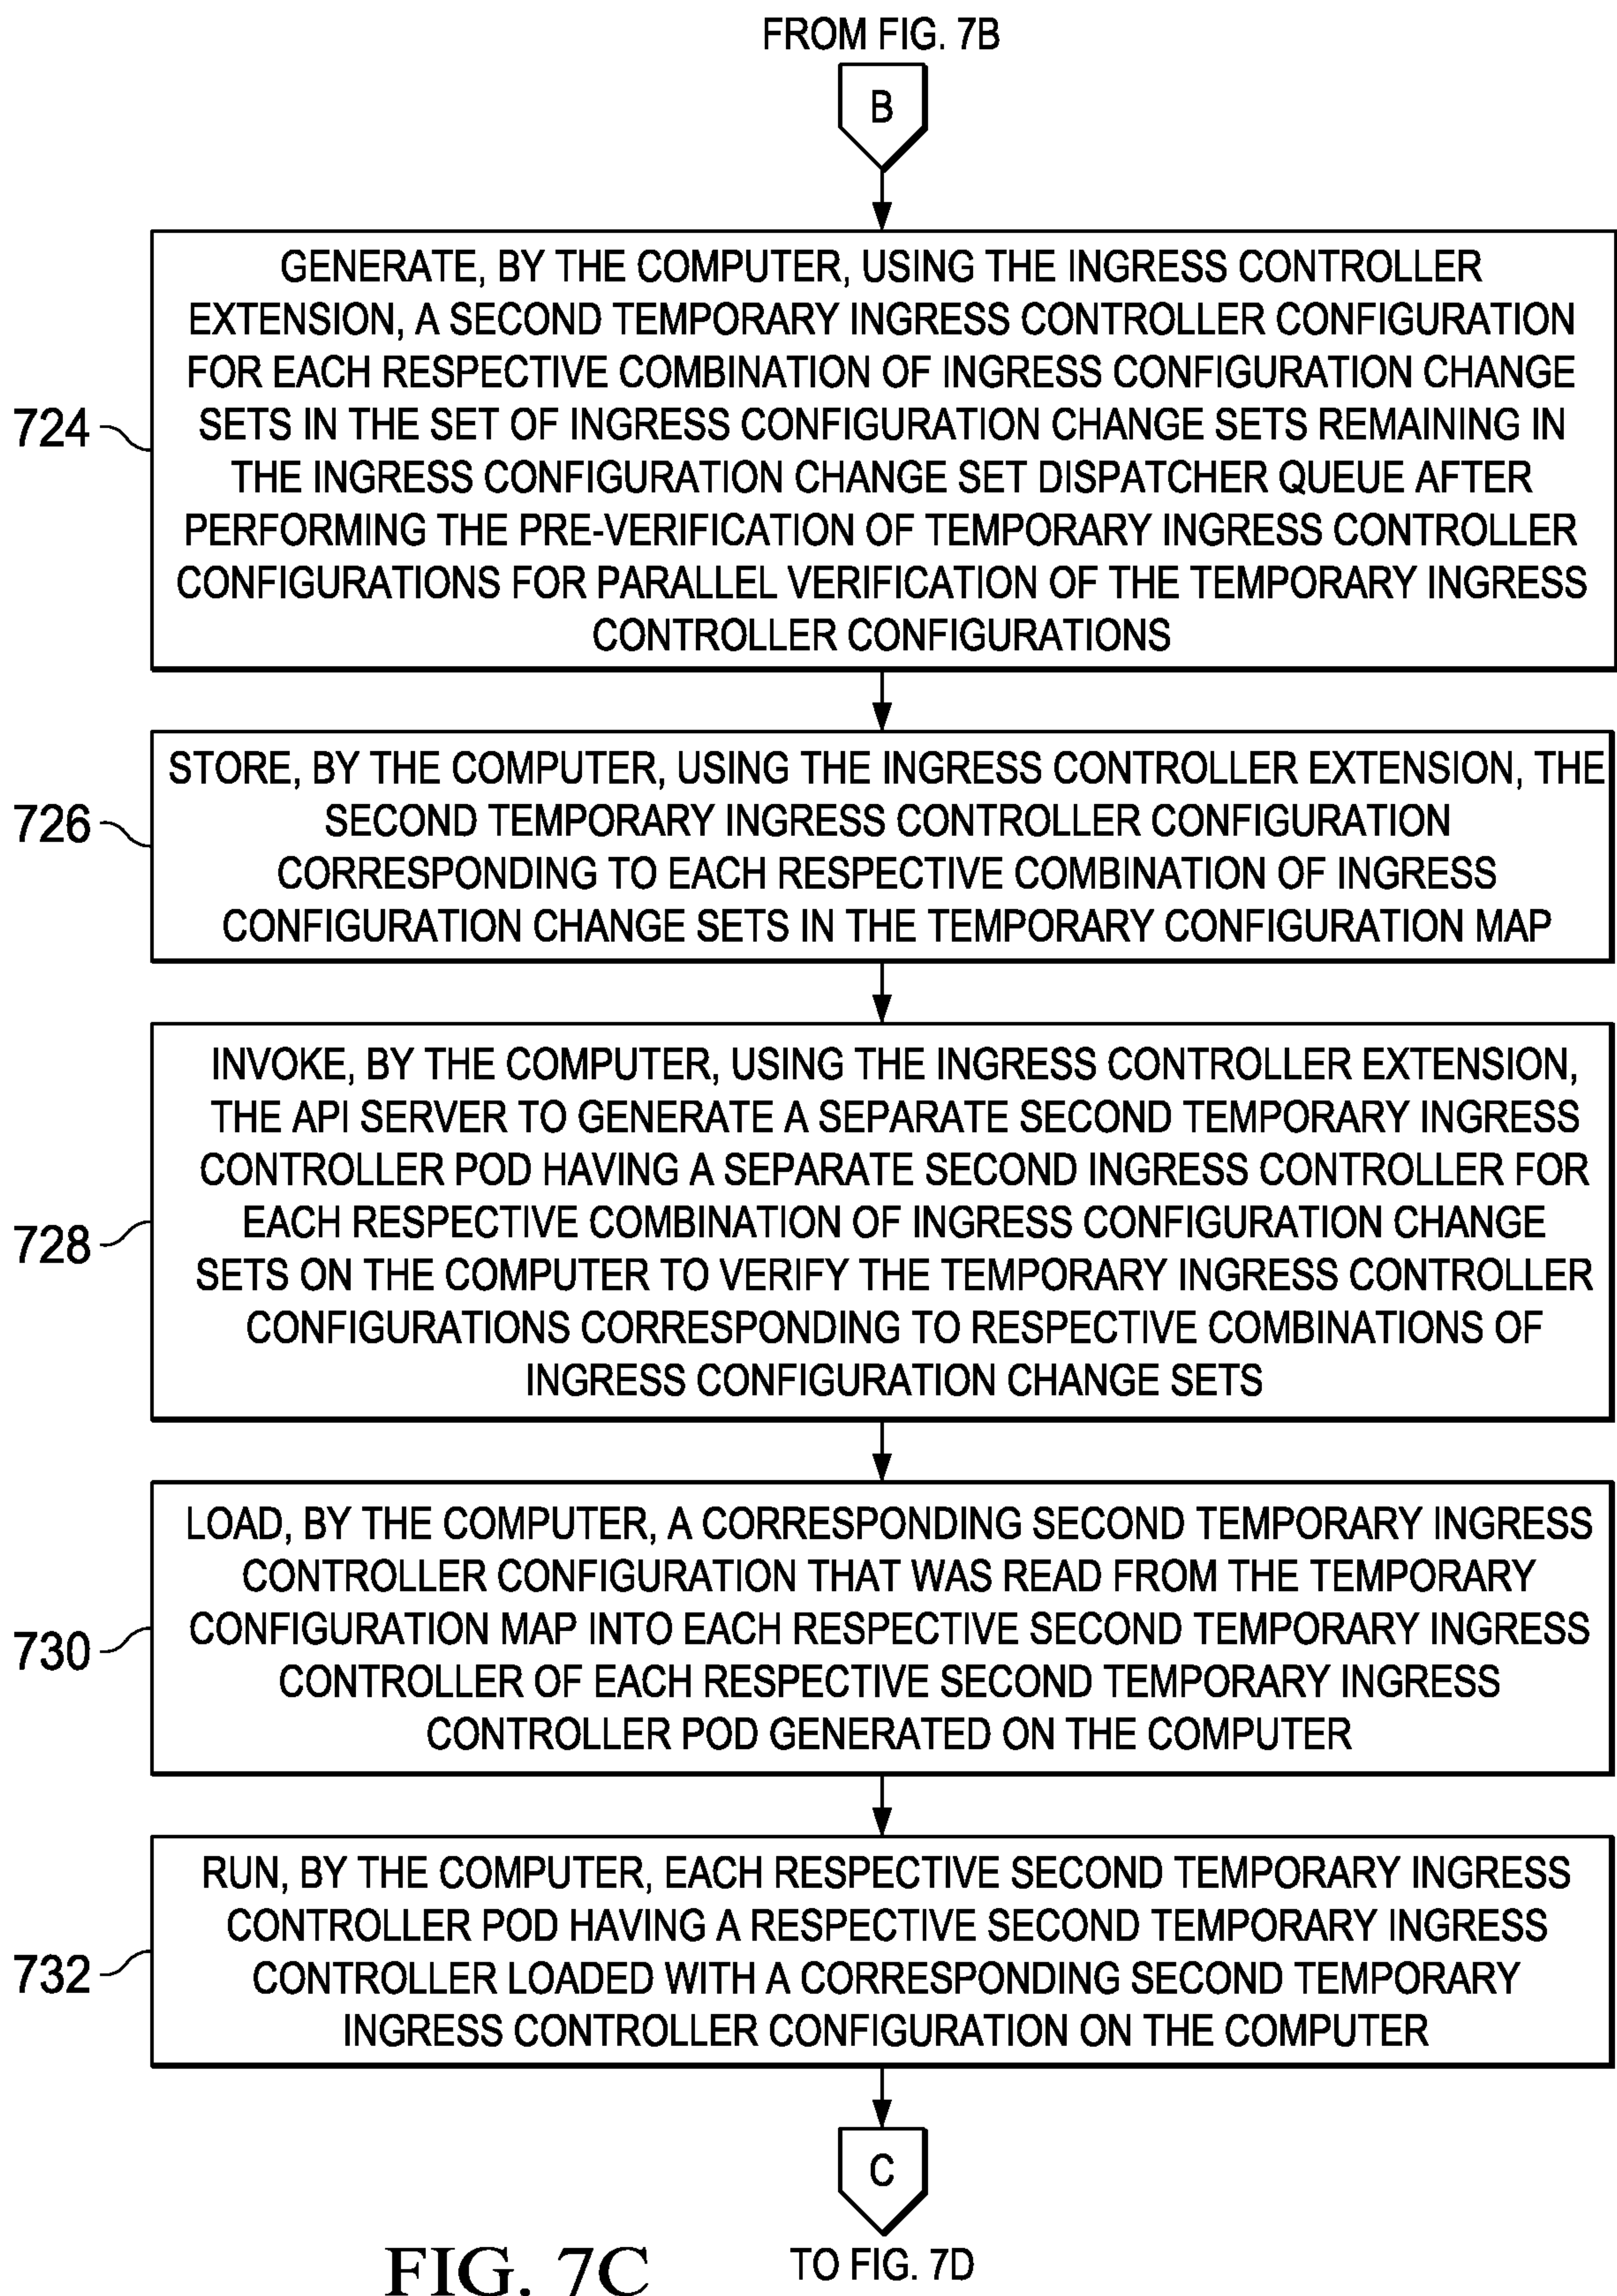 FROM FIG. 7B
B
724
GENERATE, BY THE COMPUTER, USING THE INGRESS CONTROLLER
EXTENSION, A SECOND TEMPORARY INGRESS CONTROLLER CONFIGURATION
FOR EACH RESPECTIVE COMBINATION OF INGRESS CONFIGURATION CHANGE
SETS IN THE SET OF INGRESS CONFIGURATION CHANGE SETS REMAINING IN
THE INGRESS CONFIGURATION CHANGE SET DISPATCHER QUEUE AFTER
PERFORMING THE PRE-VERIFICATION OF TEMPORARY INGRESS CONTROLLER
CONFIGURATIONS FOR PARALLEL VERIFICATION OF THE TEMPORARY INGRESS
CONTROLLER CONFIGURATIONS
726
STORE, BY THE COMPUTER, USING THE INGRESS CONTROLLER EXTENSION, THE
SECOND TEMPORARY INGRESS CONTROLLER CONFIGURATION
CORRESPONDING TO EACH RESPECTIVE COMBINATION OF INGRESS
CONFIGURATION CHANGE SETS IN THE TEMPORARY CONFIGURATION MAP
728
INVOKE, BY THE COMPUTER, USING THE INGRESS CONTROLLER EXTENSION,
THE API SERVER TO GENERATE A SEPARATE SECOND TEMPORARY INGRESS
CONTROLLER POD HAVING A SEPARATE SECOND INGRESS CONTROLLER FOR
EACH RESPECTIVE COMBINATION OF INGRESS CONFIGURATION CHANGE
SETS ON THE COMPUTER TO VERIFY THE TEMPORARY INGRESS CONTROLLER
CONFIGURATIONS CORRESPONDING TO RESPECTIVE COMBINATIONS OF
INGRESS CONFIGURATION CHANGE SETS
730
LOAD, BY THE COMPUTER, A CORRESPONDING SECOND TEMPORARY INGRESS
CONTROLLER CONFIGURATION THAT WAS READ FROM THE TEMPORARY
CONFIGURATION MAP INTO EACH RESPECTIVE SECOND TEMPORARY INGRESS
CONTROLLER OF EACH RESPECTIVE SECOND TEMPORARY INGRESS
CONTROLLER POD GENERATED ON THE COMPUTER
732
RUN, BY THE COMPUTER, EACH RESPECTIVE SECOND TEMPORARY INGRESS
CONTROLLER POD HAVING A RESPECTIVE SECOND TEMPORARY INGRESS
CONTROLLER LOADED WITH A CORRESPONDING SECOND TEMPORARY
INGRESS CONTROLLER CONFIGURATION ON THE COMPUTER
C
TO FIG. 7D
FIG. 7C